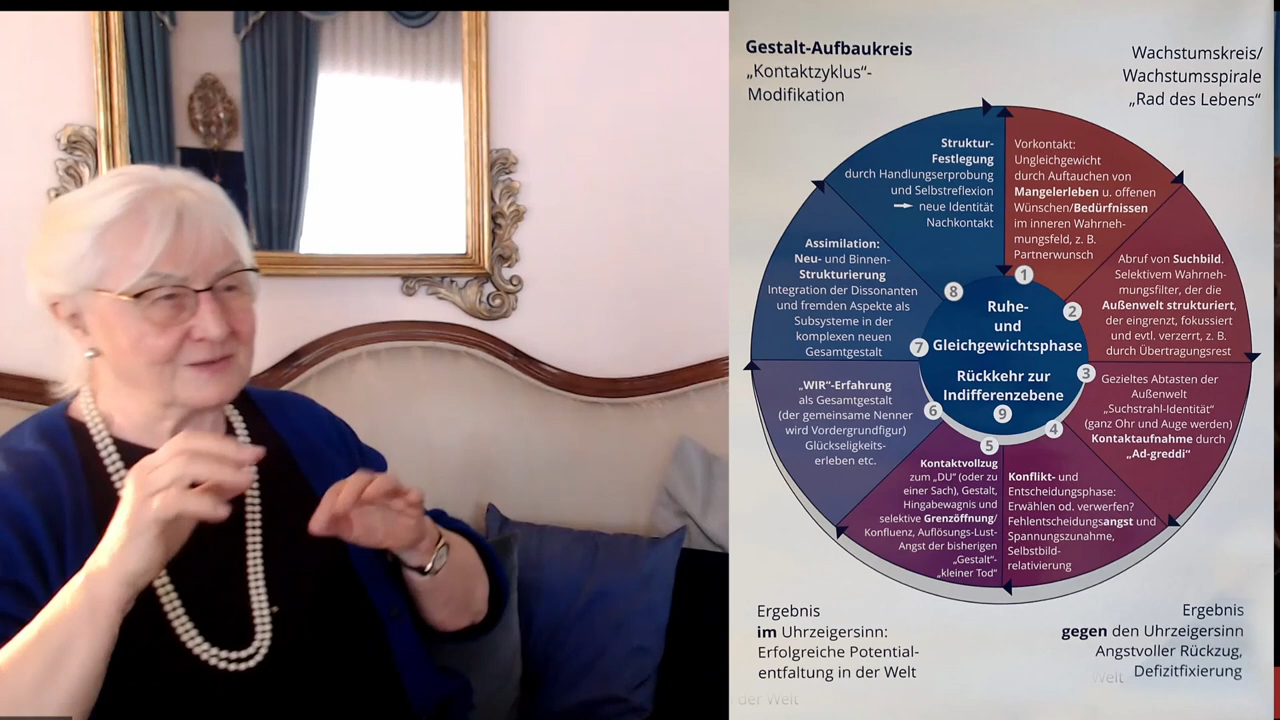 Gestalt-Aufbaukreis
„Kontaktzyklus“-
Modifikation
Wachstumskreis/
Wachstumsspirale
„Rad des Lebens“
Vorkontakt:
Ungleichgewicht
durch Auftauchen von
Mangelerleben u. offenen
Wünschen/Bedürfnissen
im inneren Wahrneh-
mungsfeld, z. B.
Partnerwunsch
1
Abruf von Suchbild.
Selektivem Wahrneh-
mungsfilter, der die
Außenwelt strukturiert,
der eingrenzt, fokussiert
und evtl. verzerrt, z. B.
durch Übertragungsrest
2
Gezieltes Abtasten der
Außenwelt
„Suchstrahl-Identität“
(ganz Ohr und Auge werden)
Kontaktaufnahme durch
„Ad-greddi“
3
Konflikt- und
Entscheidungsphase:
Erwählen od. verwerfen?
Fehlentscheidungsangst und
Spannungszunahme,
Selbstbild-
relativierung
4
Kontaktvollzug
zum „DU“ (oder zu
einer Sach), Gestalt,
Hingabewagnis und
selektive Grenzöffnung/
Konfluenz, Auflösungs-Lust-
Angst der bisherigen
„Gestalt“-
„kleiner Tod“
5
„WIR“-Erfahrung
als Gesamtgestalt
(der gemeinsame Nenner
wird Vordergrundfigur)
Glückseligkeits-
erleben etc.
6
Assimilation:
Neu- und Binnen-
Strukturierung
Integration der Dissonanten
und fremden Aspekte als
Subsysteme in der
komplexen neuen
Gesamtgestalt
7
Struktur-
Festlegung
durch Handlungserprobung
und Selbstreflexion
neue Identität
Nachkontakt
8
Ruhe-
und
Gleichgewichtsphase
Rückkehr zur
Indifferenzebene
9
Ergebnis
im Uhrzeigersinn:
Erfolgreiche Potential-
entfaltung in der Welt
Ergebnis
gegen den Uhrzeigersinn
Angstvoller Rückzug,
Defizitfixierung
Welt
der Welt